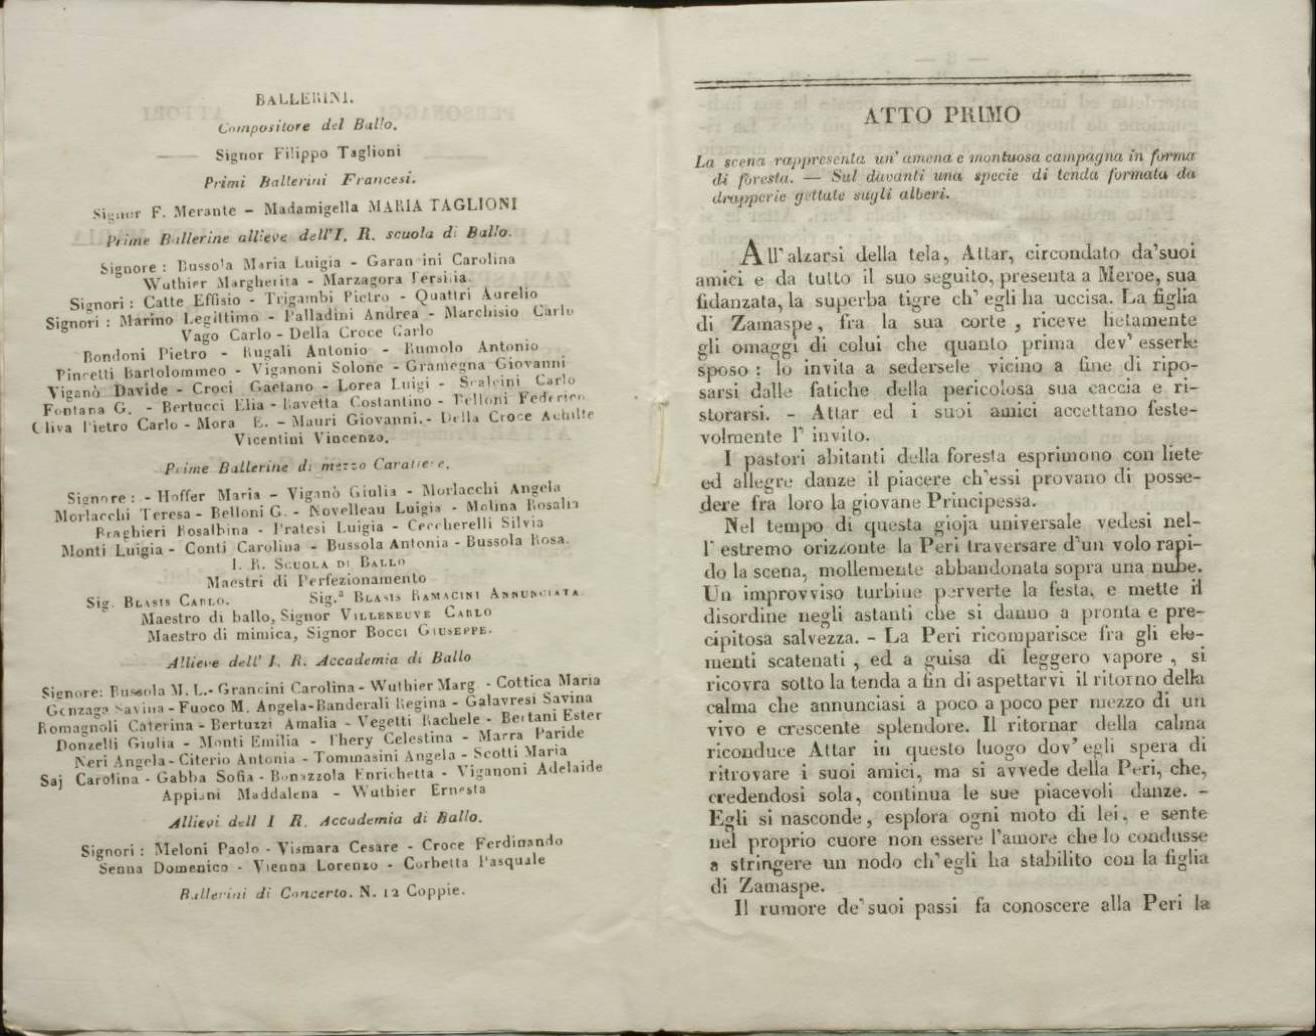 BALLERINI.
Compositore del Ballo.
Signor Filippo Taglioni
Primi Ballerini Francesi.
Signor F. Merante – Madamigella MARIA TAGLIONI
Prime Ballerine allieve dell'I. R. scuola di Ballo.
Signore : Bussola Maria Luigia - Garan ini Carolina
Wuthier Margherita - Marzagora Tersilia.
Signori : Catte Effisio - Trigambi Pietro - Quattri Aurelio
Signori : Marino Legittimo - Palladini Andrea - Marchisio Carlo
Vago Carlo - Della Croce Carlo
Rondoni Pietro - Rugali Antonio - Rumolo Antonio
Pincetti Bartolommeo - Viganoni Solone - Gramegna Giovanni
Viganò Davide - Croci Gaetano - Lorea Luigi - Scalcini Carlo
Fontana G. - Bertucci Elia - Ravetta Costantino - Belloni Federico
Oliva Pietro Carlo - Mora E. - Mauri Giovanni. - Della Croce Achille
Vicentini Vincenzo.
Prime Ballerine di mezzo Carattere.
Signore : - Hoffer Maria – Viganò Giulia - Morlacchi Angela
Morlacchi Teresa - Belloni G. - Novelleau Luigia - Molina Rosalia
Braghieri Rosalbina - Pratesi Luigia - Ceccherelli Silvia
Monti Luigia - Conti Carolina - Bussola Antonia - Bussola Rosa.
I. R. SCUOLA DI BALLO
Maestri di Perfezionamento
Sig. BLASIS CARLO. Sig.ª BLASIS RAMACINI ANNUNCIATA.
Maestro di ballo, Signor VILLENEUVE CARLO
Maestro di mimica, Signor BOCCI GIUSEPPE.
Allieve dell' I. R. Accademia di Ballo
Signore: Bussola M. L.- Grancini Carolina - Wuthier Marg. - Cottica Maria
Gonzaga Savina - Fuoco M. Angela-Banderali Regina - Galavresi Savina
Romagnoli Caterina - Bertuzzi Amalia - Vegetti Rachele - Bertani Ester
Donzelli Giulia - Monti Emilia - Thery Celestina - Marra Paride
Neri Angela - Citerio Antonia - Tommasini Angela - Scotti Maria
Saj Carolina - Gabba Sofia - Bonazzola Enrichetta - Viganoni Adelaide
Appiani Maddalena - Wuthier Ernesta
Allievi dell I R. Accademia di Ballo.
Signori : Meloni Paolo - Vismara Cesare - Croce Ferdinando
Senna Domenico - Vienna Lorenzo - Corbetta Pasquale
Ballerini di Concerto. N. 12 Coppie.
ATTO PRIMO
La scena rappresenta un' amena e montuosa campagna in forma
di foresta. — Sul davanti una specie di tenda formata da
drapperie gettate sugli alberi.
All' alzarsi della tela, Attar, circondato da'suoi
amici e da tutto il suo seguito, presenta a Meroe, sua
fidanzata, la superba tigre ch' egli ha uccisa. La figlia
di Zamaspe, fra la sua corte , riceve lietamente
gli omaggi di colui che quanto prima dev' esserle
sposo : lo invita a sedersele vicino a fine di ripo-
sarsi dalle fatiche della pericolosa sua caccia e ri-
storarsi. - Attar ed i suoi amici accettano feste-
volmente l' invito.
I pastori abitanti della foresta esprimono con liete
ed allegre danze il piacere ch'essi provano di posse-
dere fra loro la giovane Principessa.
Nel tempo di questa gioja universale vedesi nel-
l' estremo orizzonte la Peri traversare d'un volo rapi-
do la scena, mollemente abbandonata sopra una nube.
Un improvviso turbine perverte la festa, e mette il
disordine negli astanti che si danno a pronta e pre-
cipitosa salvezza. - La Peri ricomparisce fra gli ele-
menti scatenati , ed a guisa di leggero vapore , si
ricovra sotto la tenda a fin di aspettarvi il ritorno della
calma che annunciasi a poco a poco per mezzo di un
vivo e crescente splendore. Il ritornar della calma
riconduce Attar in questo luogo dov' egli spera di
ritrovare i suoi amici, ma si avvede della Peri, che,
credendosi sola, continua le sue piacevoli danze. -
Egli si nasconde, esplora ogni moto di lei, e sente
nel proprio cuore non essere l'amore che lo condusse
a stringere un nodo ch' egli ha stabilito con la figlia
di Zamaspe.
Il rumore de' suoi passi fa conoscere alla Peri la